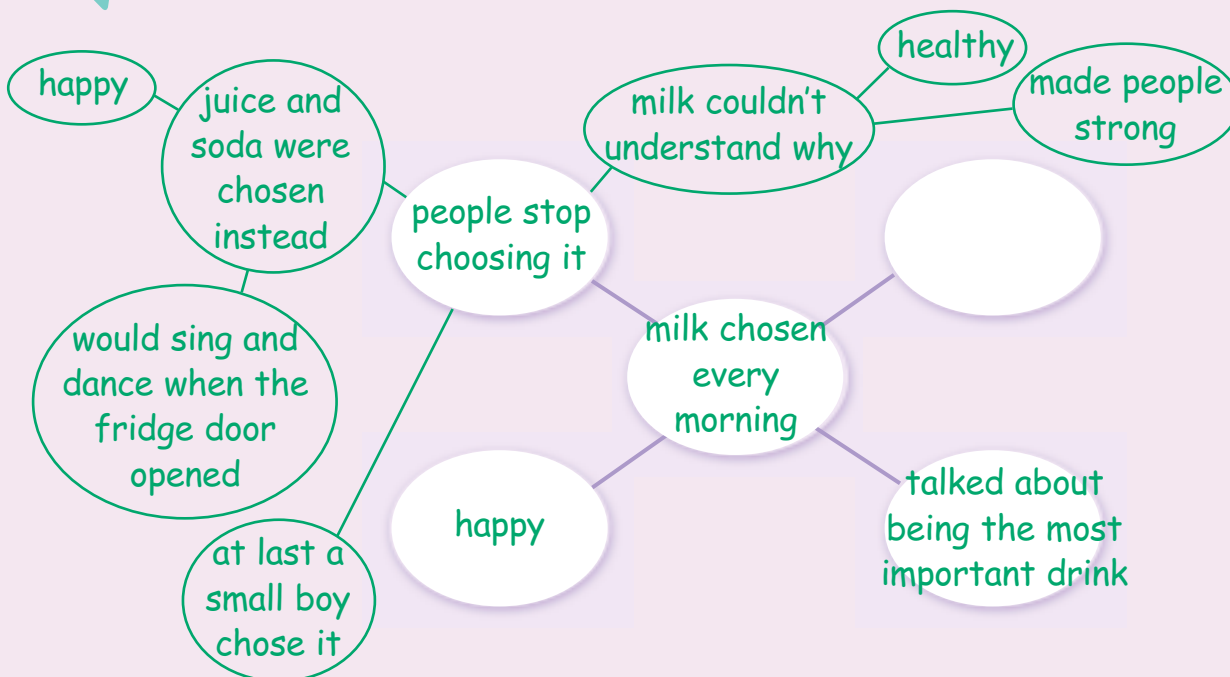 happy
juice and
soda were
chosen
instead
would sing and
dance when the
fridge door
opened
at last a
small boy
chose it
people stop
choosing it
milk couldn't
understand why
healthy
made people
strong
milk chosen
every
morning
happy
talked about
being the most
important drink